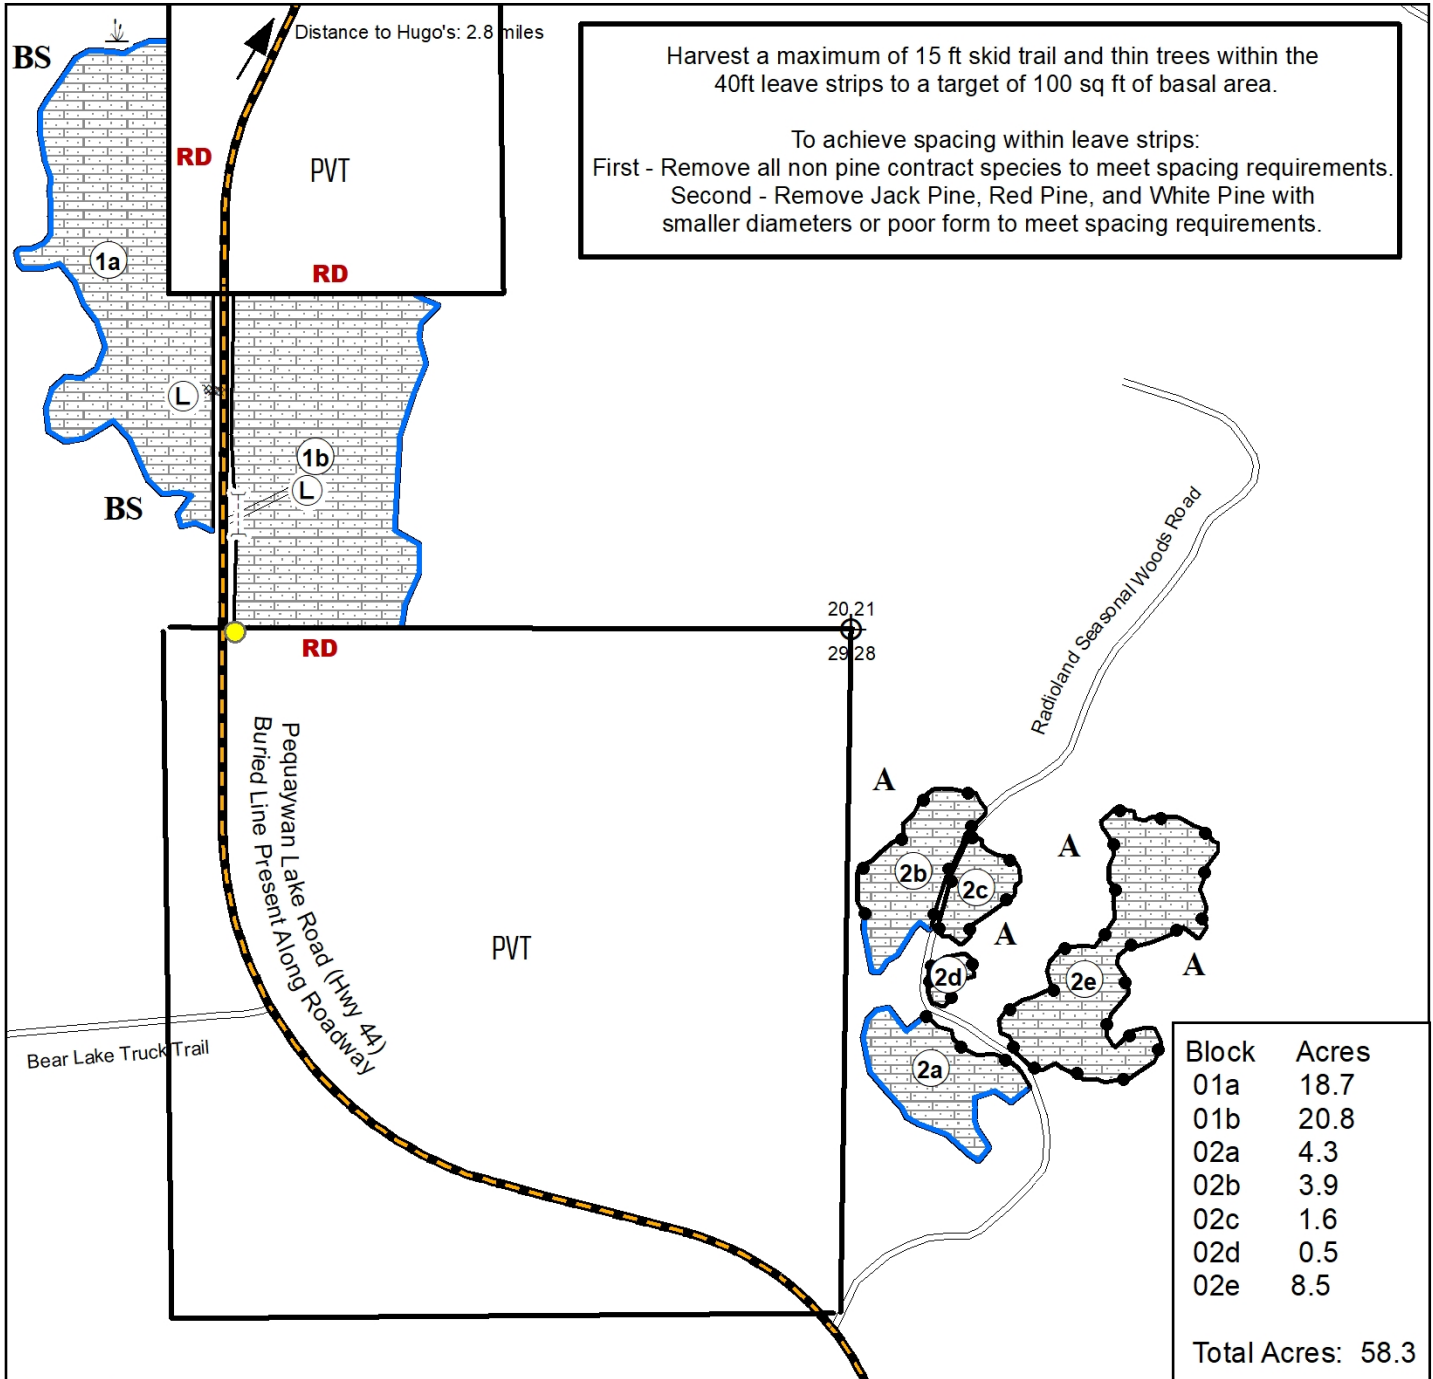 BS
Distance to Hugo's: 2.8 miles
Harvest a maximum of 15 ft skid trail and thin trees within the
40ft leave strips to a target of 100 sq ft of basal area.
To achieve spacing within leave strips:
First - Remove all non pine contract species to meet spacing requirements.
Second - Remove Jack Pine, Red Pine, and White Pine with
smaller diameters or poor form to meet spacing requirements.
RD
PVT
1a
RD
L
1b
L
BS
Radioland Seasonal Woods Road
20 21
29 28
RD
Pequaywan Lake Road (Hwy 44)
Buried Line Present Along Roadway
PVT
Bear Lake Truck Trail
A
A
2b
2c
A
A
2d
2e
2a
Block Acres
01a 18.7
01b 20.8
02a 4.3
02b 3.9
02c 1.6
02d 0.5
02e 8.5
Total Acres: 58.3